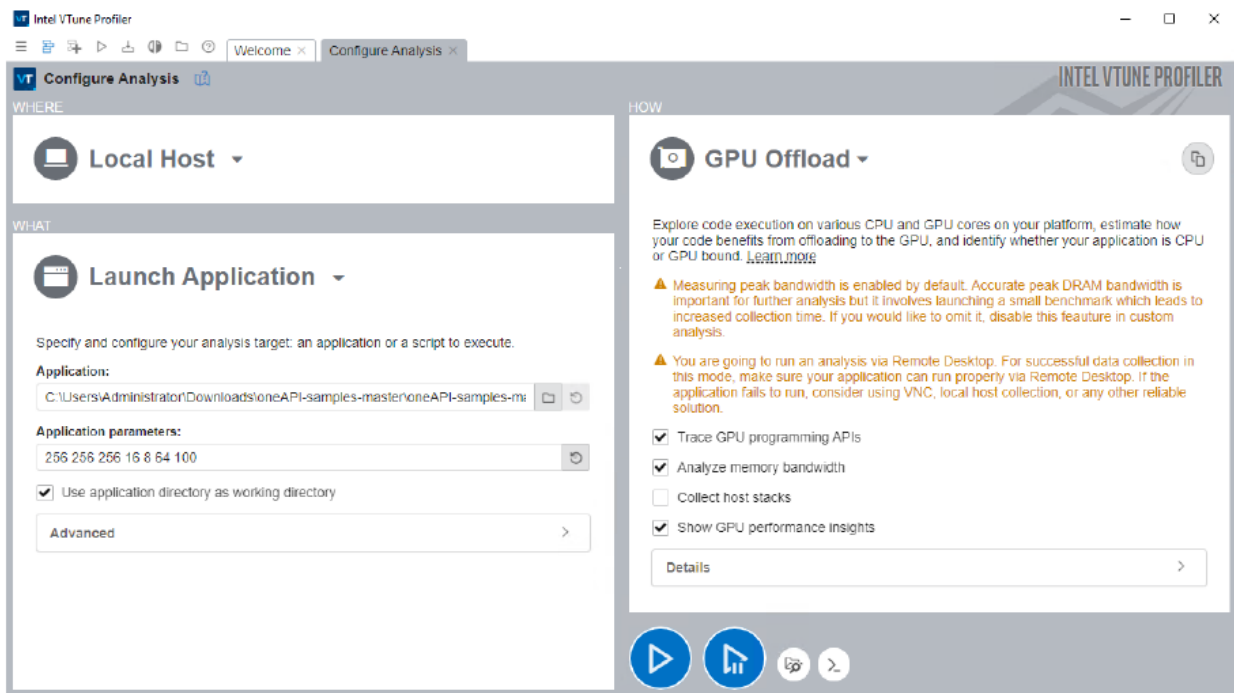 VT Intel VTune Profiler
Welcome
Configure Analysis
VT Configure Analysis
INTEL VTUNE PROFILER
WHERE
Local Host
WHAT
Launch Application
Specify and configure your analysis target: an application or a script to execute.
Application:
C:\Users\Administrator\Downloads\oneAPI-samples-master\oneAPI-samples-ma
Application parameters:
256 256 256 16 8 64 100
Use application directory as working directory
Advanced
HOW
GPU Offload
Explore code execution on various CPU and GPU cores on your platform, estimate how
your code benefits from offloading to the GPU, and identify whether your application is CPU
or GPU bound. Learn more
Measuring peak bandwidth is enabled by default. Accurate peak DRAM bandwidth is
important for further analysis but it involves launching a small benchmark which leads to
increased collection time. If you would like to omit it, disable this feauture in custom
analysis.
You are going to run an analysis via Remote Desktop. For successful data collection in
this mode, make sure your application can run properly via Remote Desktop. If the
application fails to run, consider using VNC, local host collection, or any other reliable
solution.
Trace GPU programming APIs
Analyze memory bandwidth
Collect host stacks
Show GPU performance insights
Details